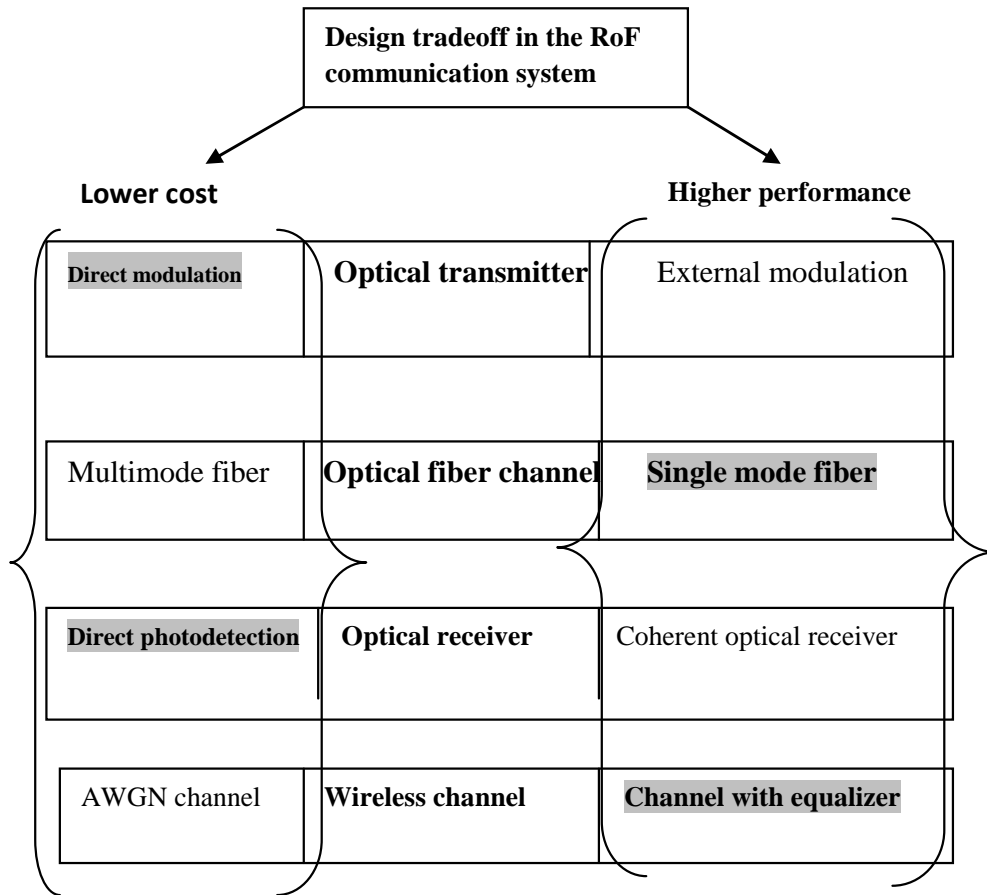 Design tradeoff in the RoF
communication system
Lower cost
Higher performance
Direct modulation
Optical transmitter
External modulation
Multimode fiber
Optical fiber channel
Single mode fiber
Direct photodetection
Optical receiver
Coherent optical receiver
AWGN channel
Wireless channel
Channel with equalizer